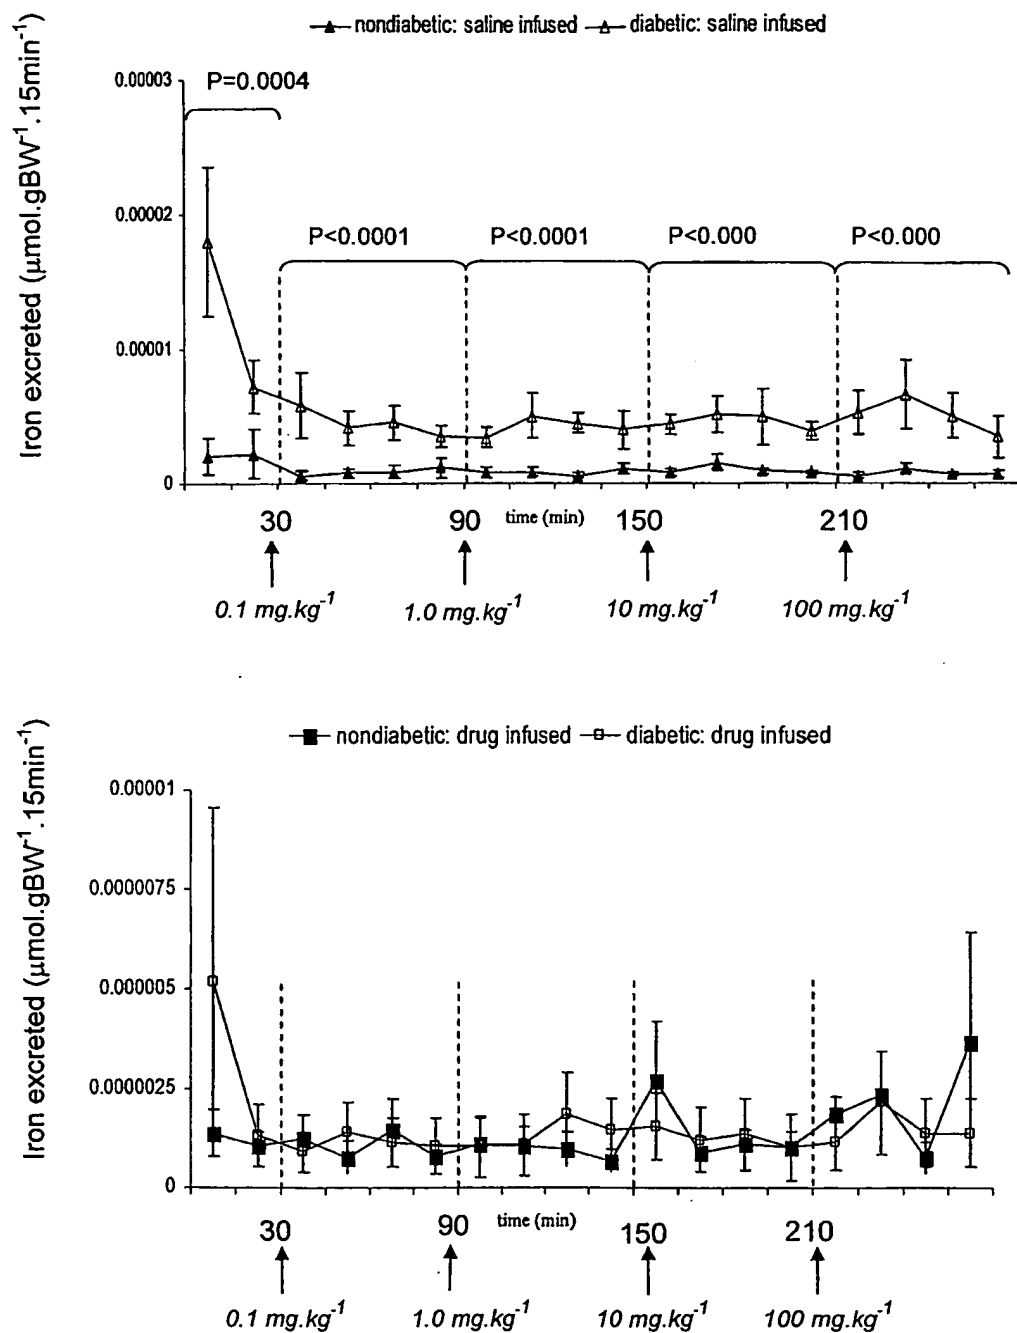 nondiabetic: saline infused diabetic: saline infused
Iron excreted (μmol.gBW⁻¹.15min⁻¹)
0.00003
P=0.0004
0.00002
P<0.0001 P<0.0001 P<0.000 P<0.000
0.00001
0
30 90 time (min) 150 210
0.1 mg.kg⁻¹ 1.0 mg.kg⁻¹ 10 mg.kg⁻¹ 100 mg.kg⁻¹
nondiabetic: drug infused diabetic: drug infused
Iron excreted (μmol.gBW⁻¹.15min⁻¹)
0.00001
0.0000075
0.000005
0.0000025
0
30 90 time (min) 150 210
0.1 mg.kg⁻¹ 1.0 mg.kg⁻¹ 10 mg.kg⁻¹ 100 mg.kg⁻¹